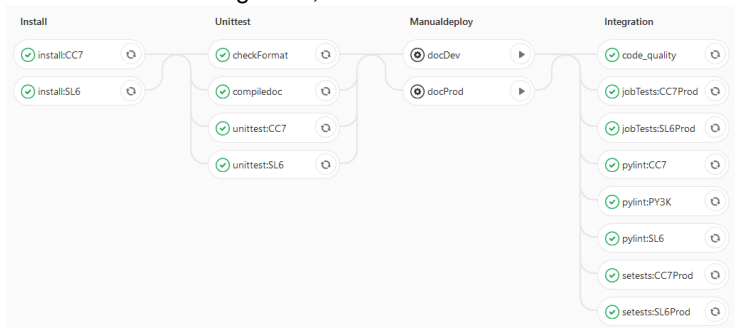 Install
Unittest
Manualdeploy
Integration
install:CC7
checkFormat
docDev
code_quality
install:SL6
compiledoc
docProd
jobTests:CC7Prod
unittest:CC7
jobTests:SL6Prod
unittest:SL6
pylint:CC7
pylint:PY3K
pylint:SL6
setests:CC7Prod
setests:SL6Prod